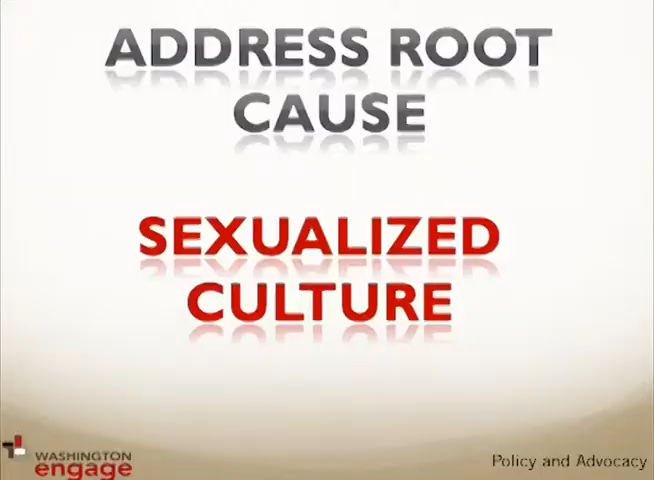 ADDRESS ROOT
CAUSE
SEXUALIZED
CULTURE
WASHINGTON
engage
Policy and Advocacy